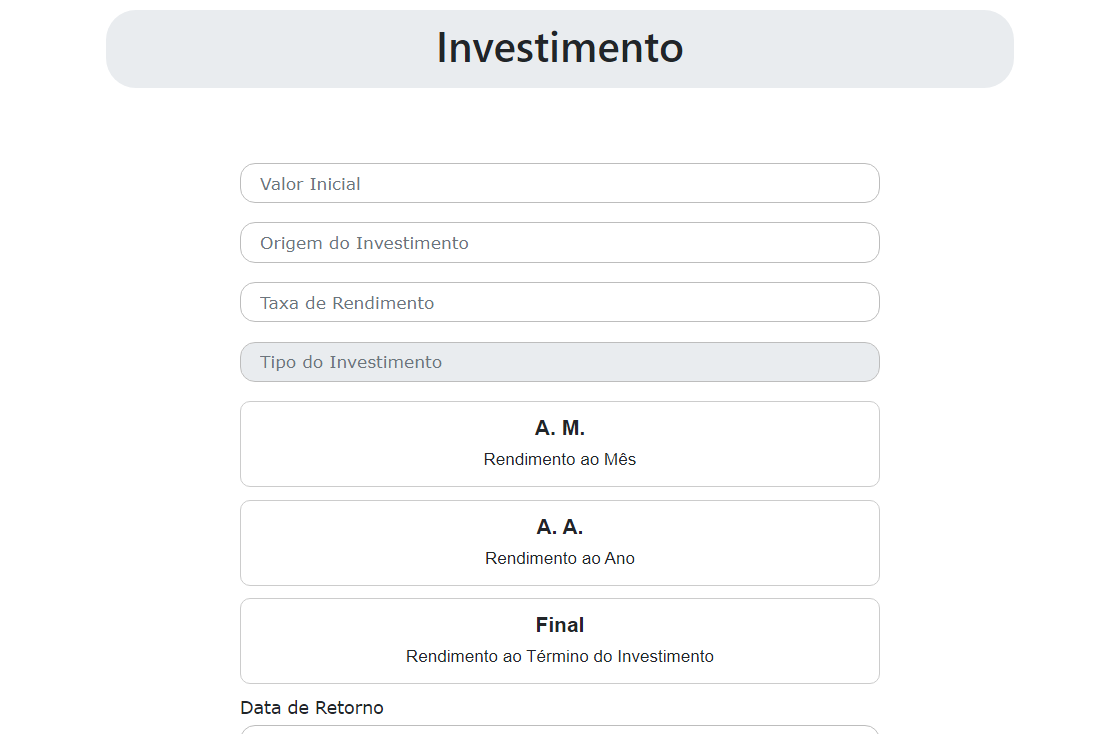 Investimento
Valor Inicial
Origem do Investimento
Taxa de Rendimento
Tipo do Investimento
A. M.
Rendimento ao Mês
A. A.
Rendimento ao Ano
Final
Rendimento ao Término do Investimento
Data de Retorno